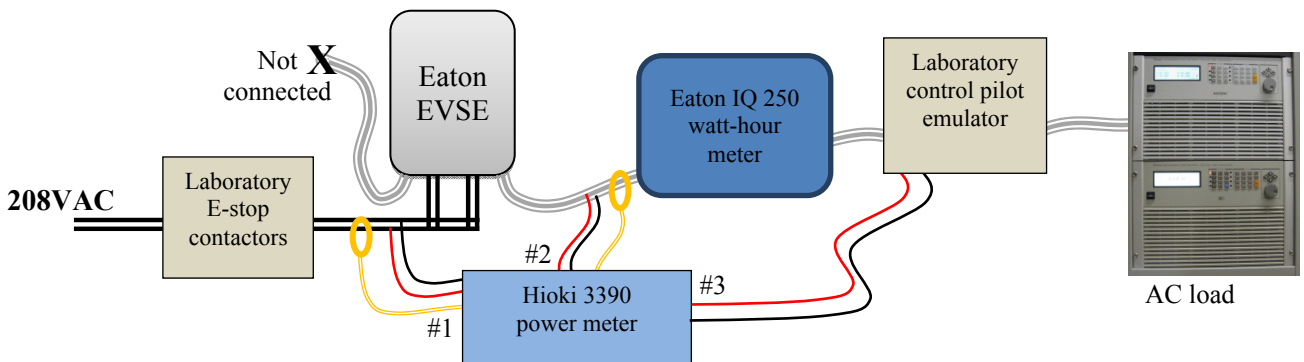 Not X
connected
Eaton
EVSE
Eaton IQ 250
watt-hour
meter
Laboratory
control pilot
emulator
208VAC
Laboratory
E-stop
contactors
#1
#2
#3
Hioki 3390
power meter
AC load